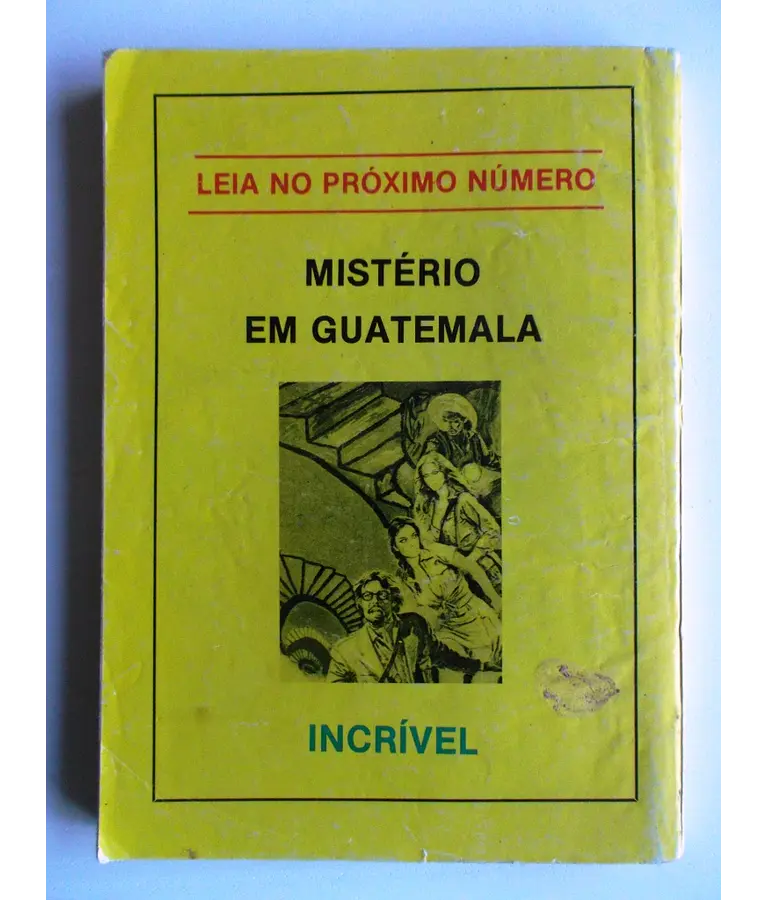 LEIA NO PRÓXIMO NÚMERO
MISTÉRIO
EM GUATEMALA
INCRÍVEL